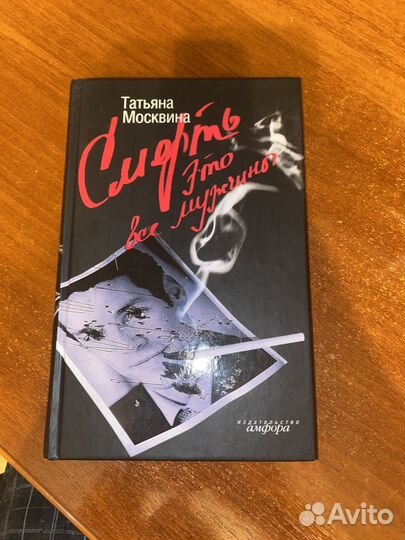 Татьяна
Москвина
Смерть
это
все мужчины
издательство
амфора
Avito